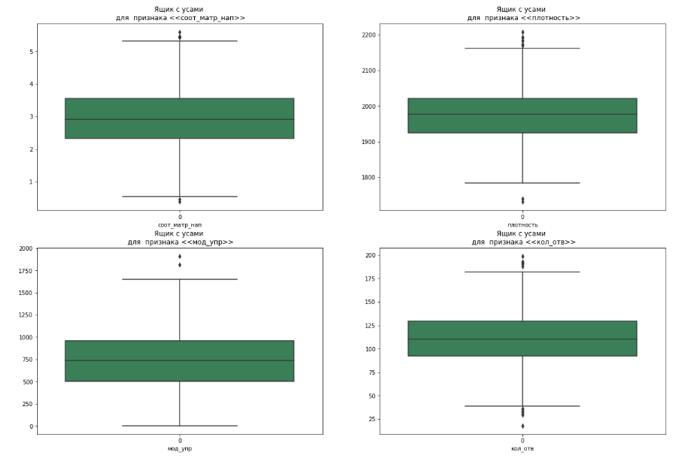 Ящик с усами
для признака <<соот_матр_нап>>
5
4
3
2
1
0
соот_матр_нап
Ящик с усами
для признака <<плотность>>
2200
2100
2000
1900
1800
0
плотность
Ящик с усами
для признака <<мод_упр>>
2000
1750
1500
1250
1000
750
500
250
0
0
мод_упр
Ящик с усами
для признака <<кол_отв>>
200
175
150
125
100
75
50
25
0
кол_отв